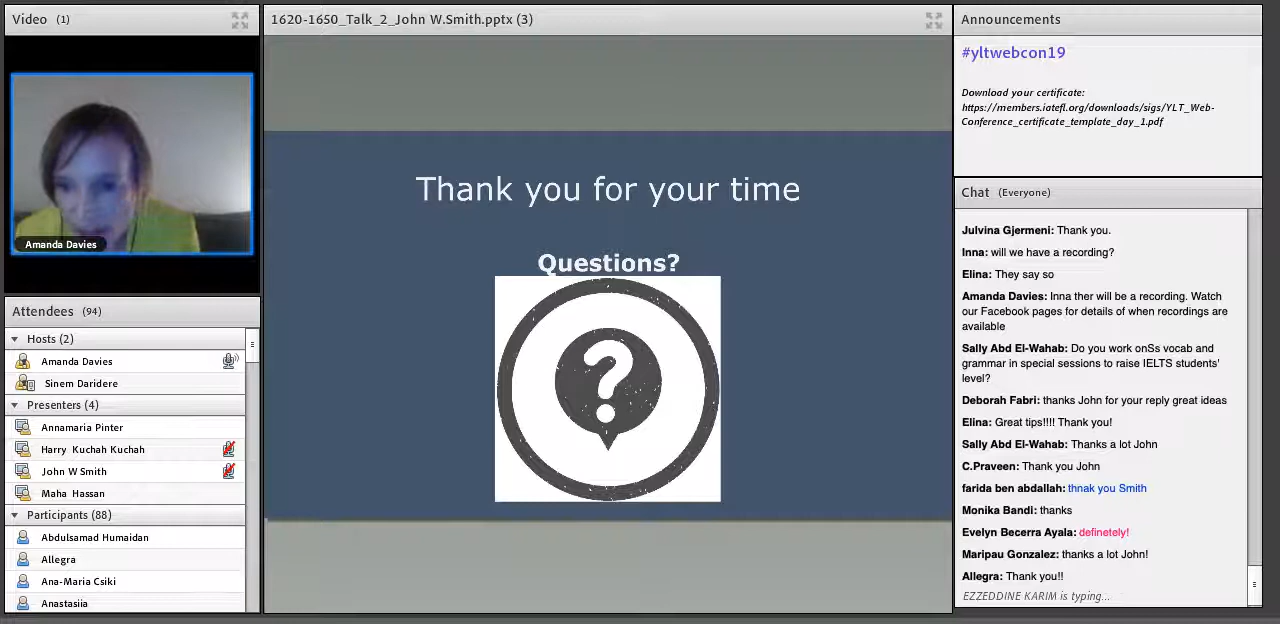 Video (1)
Amanda Davies
Attendees (94)
Hosts (2)
Amanda Davies
Sinem Daridere
Presenters (4)
Annamaria Pinter
Harry Kuchah Kuchah
John W Smith
Maha Hassan
Participants (88)
Abdulsamad Humaidan
Allegra
Ana-Maria Csiki
Anastasiia
1620-1650_Talk_2_John W.Smith.pptx (3)
Thank you for your time
Questions?
?
Announcements
#yltwebcon19
Download your certificate:
https://members.iatefl.org/downloads/sigs/YLT_Web-
Conference_certificate_template_day_1.pdf
Chat (Everyone)
Julvina Gjermeni: Thank you.
Inna: will we have a recording?
Elina: They say so
Amanda Davies: Inna ther will be a recording. Watch
our Facebook pages for details of when recordings are
available
Sally Abd El-Wahab: Do you work onSs vocab and
grammar in special sessions to raise IELTS students'
level?
Deborah Fabri: thanks John for your reply great ideas
Elina: Great tips!!!! Thank you!
Sally Abd El-Wahab: Thanks a lot John
C.Praveen: Thank you John
farida ben abdallah: thnak you Smith
Monika Bandi: thanks
Evelyn Becerra Ayala: definetely!
Maripau Gonzalez: thanks a lot John!
Allegra: Thank you!!
EZZEDDINE KARIM is typing...